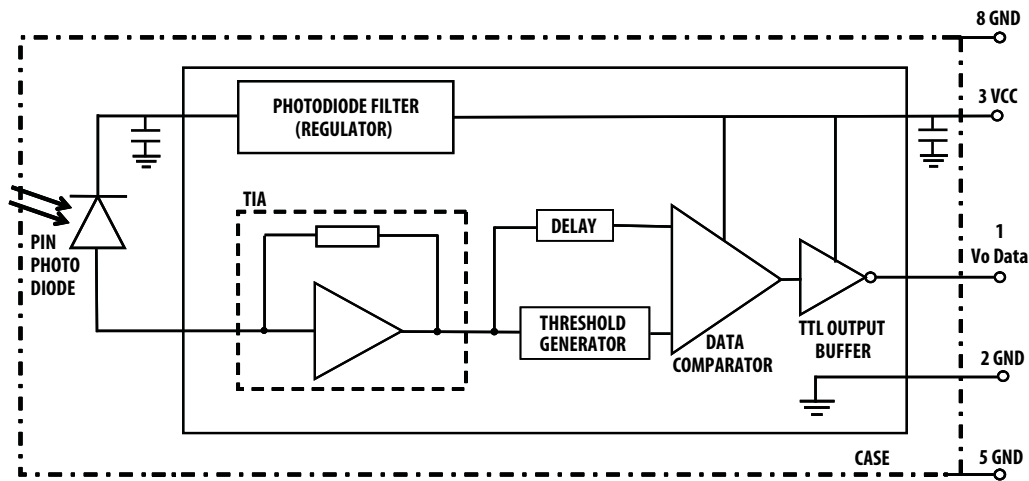 8 GND
3 VCC
PHOTODIODE FILTER
(REGULATOR)
TIA
DELAY
1
Vo Data
PIN
PHOTO
DIODE
THRESHOLD
GENERATOR
DATA
COMPARATOR
TTL OUTPUT
BUFFER
2 GND
CASE
5 GND